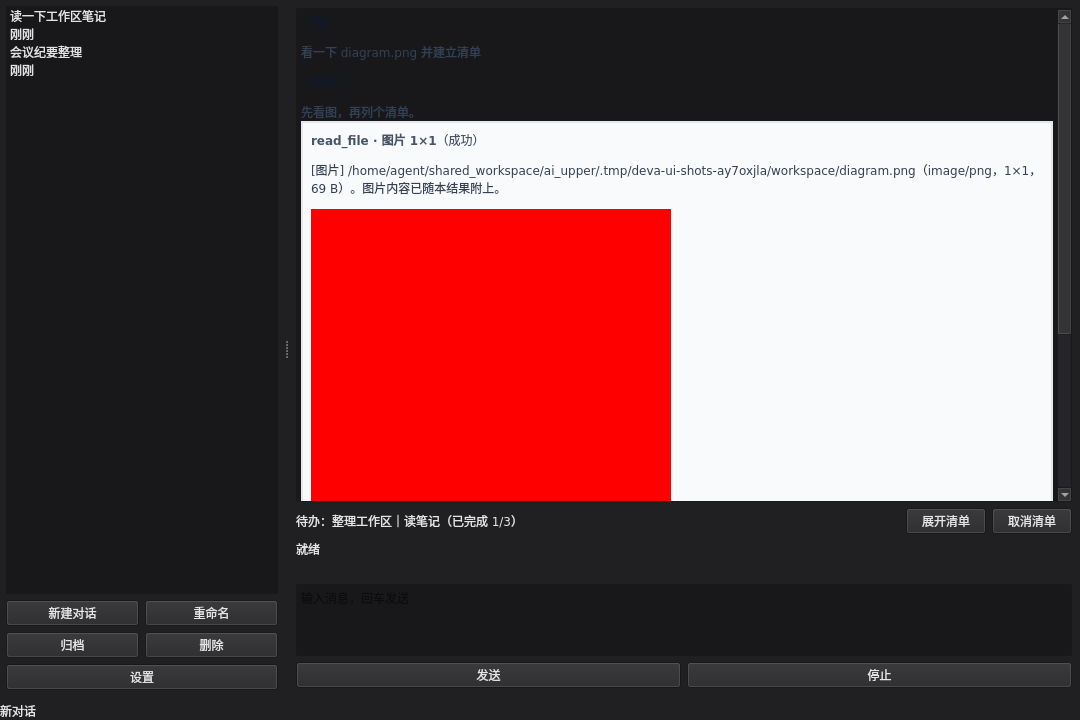 读一下工作区笔记
刚刚
会议纪要整理
刚刚
看一下 diagram.png 并建立清单
先看图，再列个清单。
read_file · 图片 1×1（成功）
[图片] /home/agent/shared_workspace/ai_upper/.tmp/deva-ui-shots-ay7oxjla/workspace/diagram.png（image/png，1×1，
69 B）。图片内容已随本结果附上。
待办：整理工作区｜读笔记（已完成 1/3）
展开清单
取消清单
就绪
输入消息，回车发送
新建对话
重命名
归档
删除
设置
发送
停止
新对话